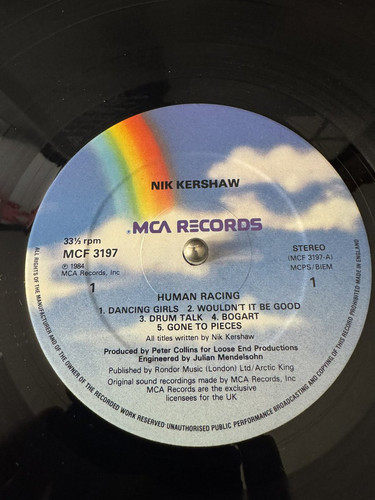 NIK KERSHAW
MCA RECORDS
33⅓ rpm
MCF 3197
℗ 1984
MCA Records, Inc
1
STEREO
(MCF 3197-A)
MCPS/BIEM
1
HUMAN RACING
1. DANCING GIRLS 2. WOULDN'T IT BE GOOD
3. DRUM TALK 4. BOGART
5. GONE TO PIECES
All titles written by Nik Kershaw
Produced by Peter Collins for Loose End Productions
Engineered by Julian Mendelsohn
Published by Rondor Music (London) Ltd/Arctic King
Original sound recordings made by MCA Records, Inc
MCA Records are the exclusive
licensees for the UK
ALL RIGHTS OF THE MANUFACTURER AND OF THE OWNER OF THE RECORDED WORK RESERVED·UNAUTHORISED PUBLIC PERFORMANCE BROADCASTING AND COPYING OF THIS RECORD PROHIBITED MADE IN ENGLAND